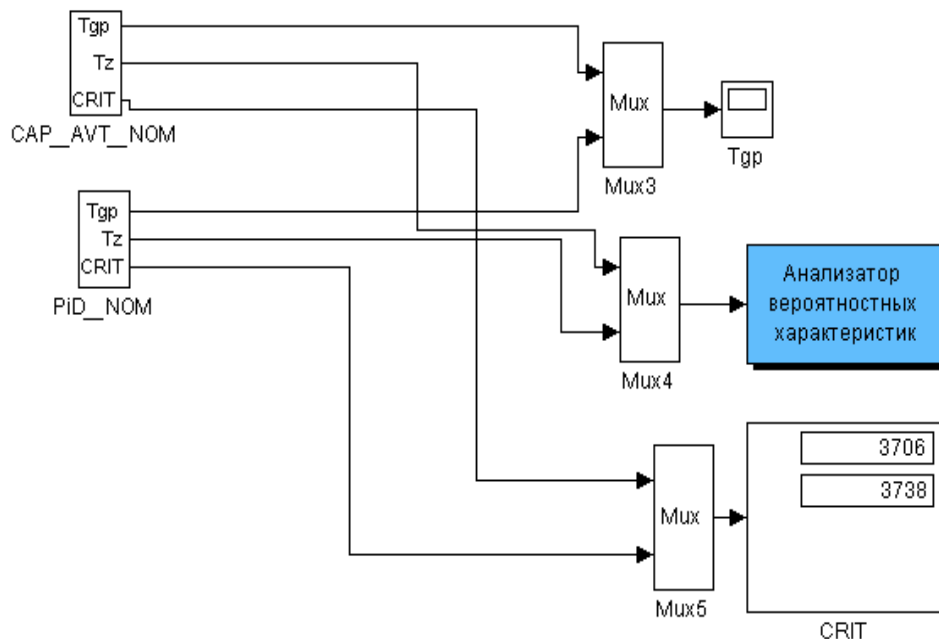 Tgp
Tz
CRIT
CAP__AVT__NOM
Tgp
Tz
CRIT
PiD__NOM
Mux
Mux3
Tgp
Mux
Mux4
Анализатор
вероятностных
характеристик
Mux
Mux5
3706
3738
CRIT